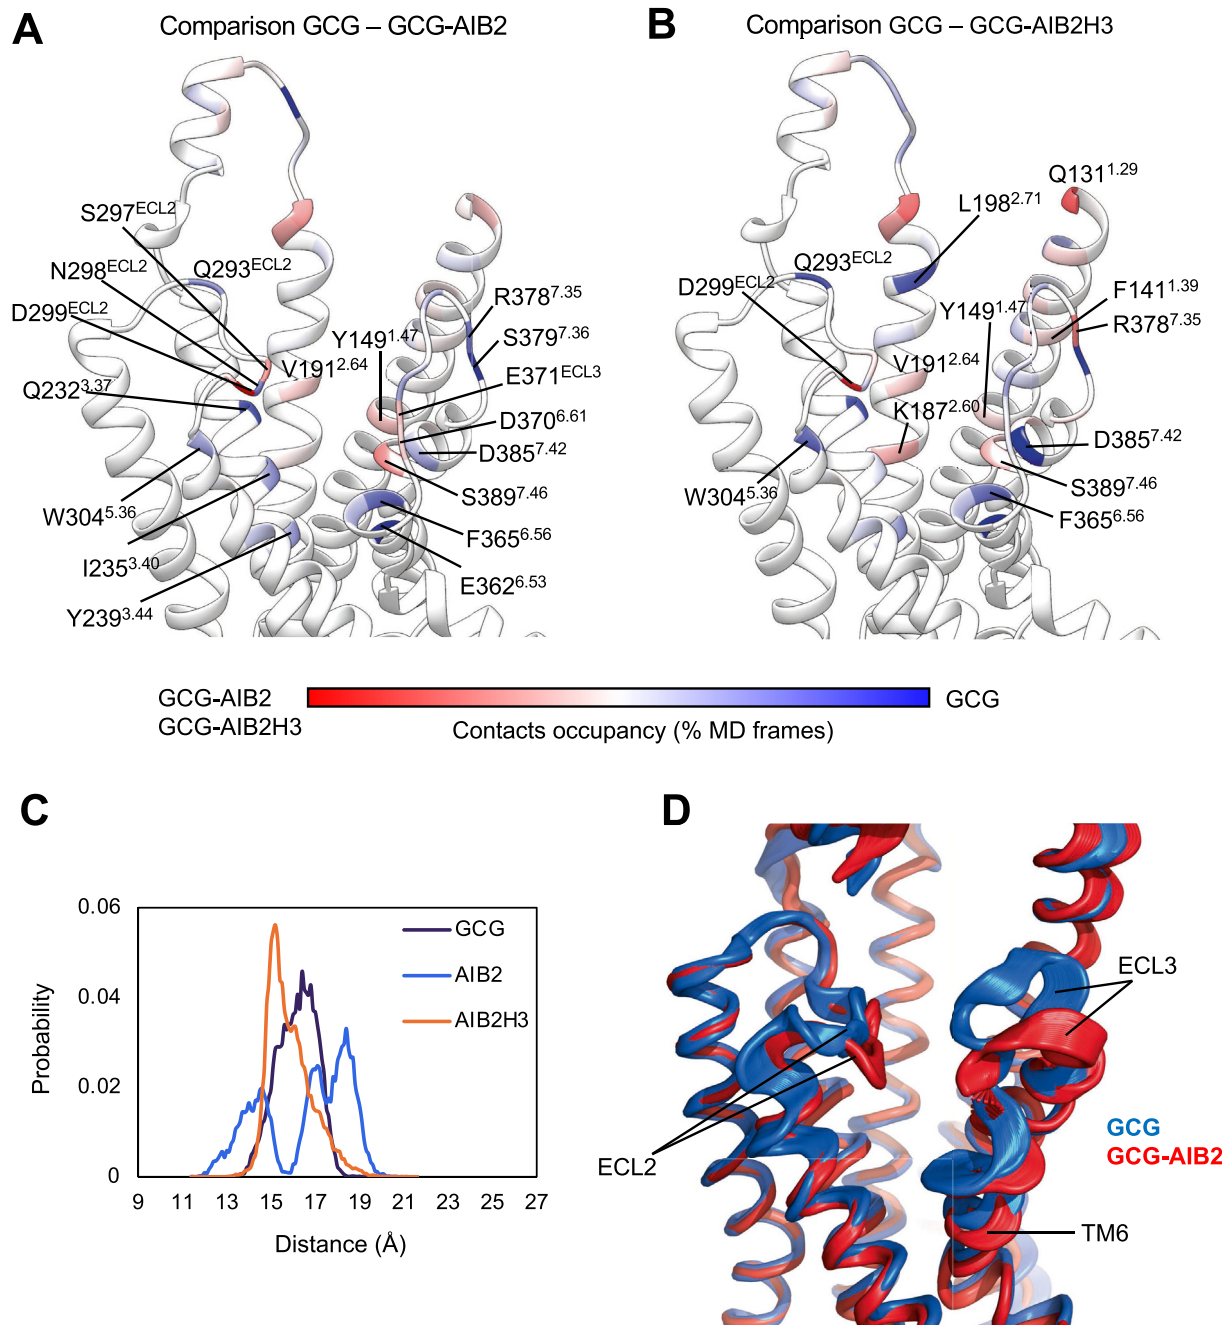 A
Comparison GCG – GCG-AIB2
S297ECL2
N298ECL2
Q293ECL2
D299ECL2
Q2323.37
V1912.64
Y1491.47
R3787.35
S3797.36
E371ECL3
D3706.61
D3857.42
S3897.46
F3656.56
E3626.53
W3045.36
I2353.40
Y2393.44
B
Comparison GCG – GCG-AIB2H3
Q1311.29
L1982.71
Q293ECL2
D299ECL2
Y1491.47
F1411.39
R3787.35
V1912.64
K1872.60
D3857.42
S3897.46
W3045.36
F3656.56
GCG-AIB2
GCG-AIB2H3
GCG
Contacts occupancy (% MD frames)
C
0.06
0.04
0.02
0
Probability
GCG
AIB2
AIB2H3
9 11 13 15 17 19 21 23 25 27
Distance (Å)
D
ECL3
ECL2
GCG
GCG-AIB2
TM6